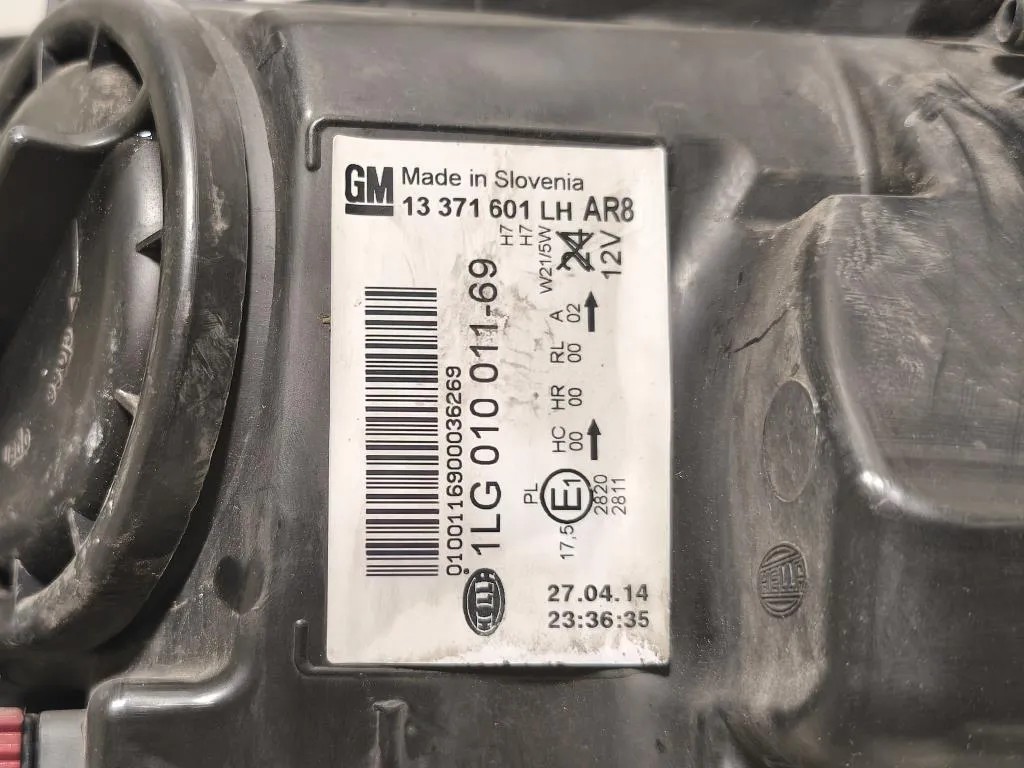 GM Made in Slovenia
13 371 601 LH AR8
H7
H7
W21/5W
24
12V
HC HR RL A
00 00 00 02
PL
E1
17,5
2820
2811
0100116900036269
1LG 010 011-69
HELLA
27.04.14
23:36:35
HELLA